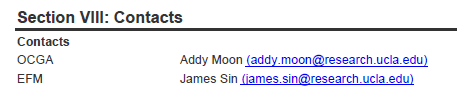 Section VIII: Contacts
Contacts
OCGA Addy Moon (addy.moon@research.ucla.edu)
EFM James Sin (james.sin@research.ucla.edu)